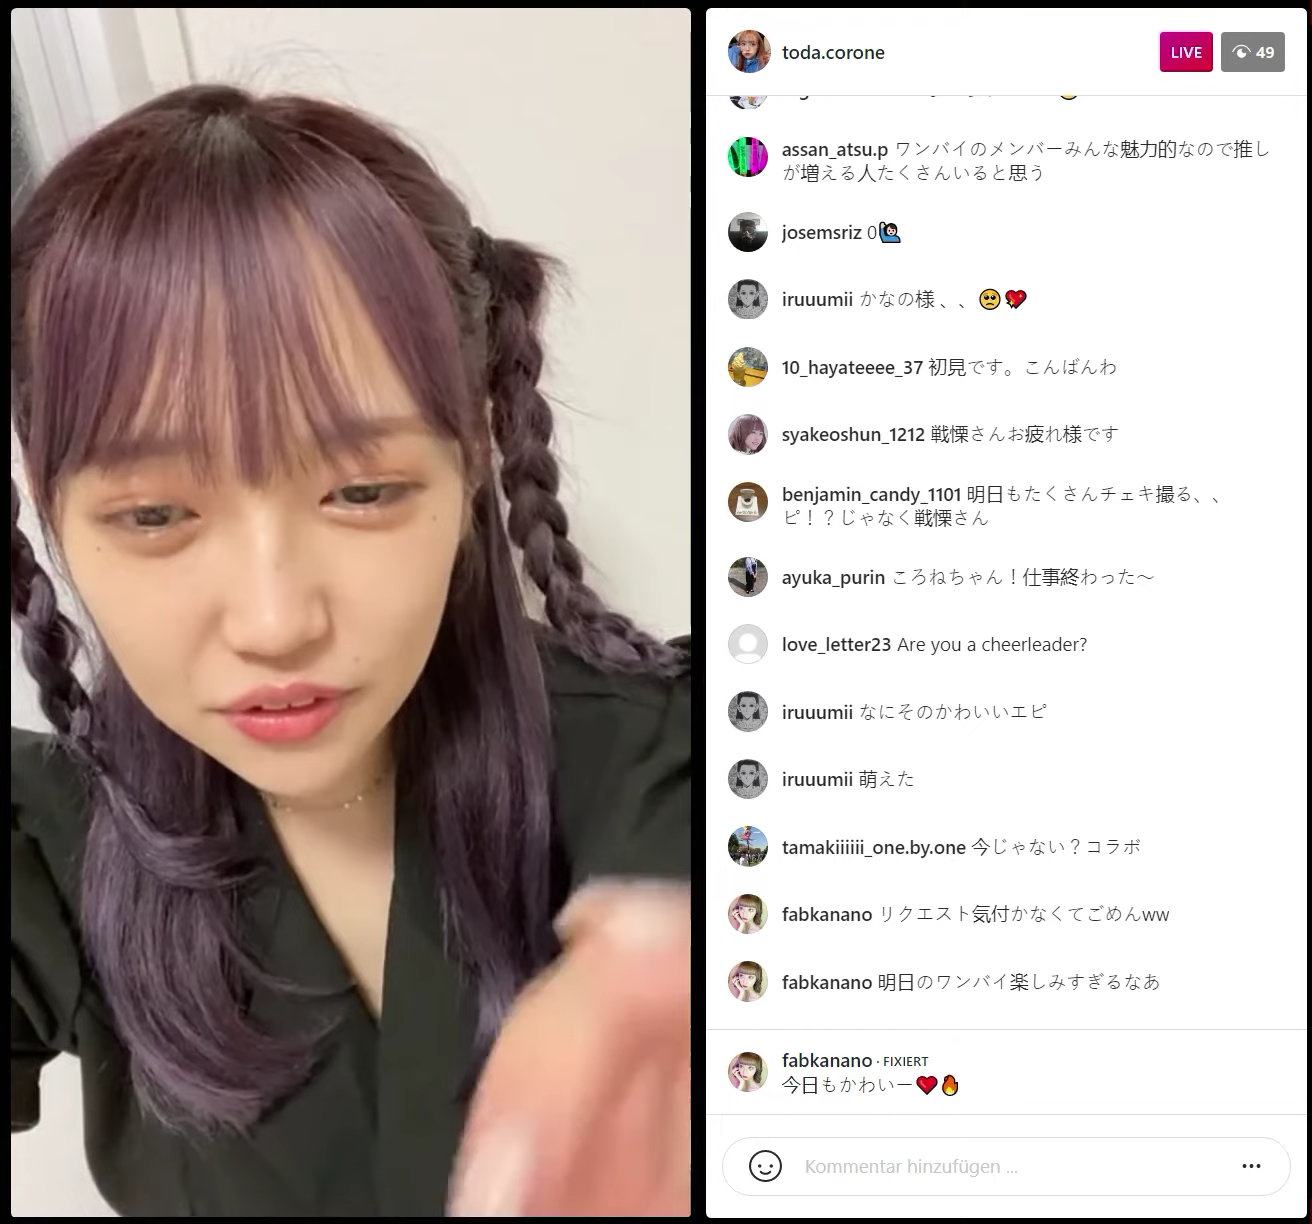 toda.corone
LIVE
49
assan_atsu.p ワンバイのメンバーみんな魅力的なので推し
が増える人たくさんいると思う
josemsriz 0🙋🏻
iruuumii かなの様 、、🥺💖
10_hayateeee_37 初見です。こんばんわ
syakeoshun_1212 戦慄さんお疲れ様です
benjamin_candy_1101 明日もたくさんチェキ撮る、、
ピ！？じゃなく戦慄さん
ayuka_purin ころねちゃん！仕事終わった〜
love_letter23 Are you a cheerleader?
iruuumii なにそのかわいいエピ
iruuumii 萌えた
tamakiiiiii_one.by.one 今じゃない？コラボ
fabkanano リクエスト気付かなくてごめんww
fabkanano 明日のワンバイ楽しみすぎるなあ
fabkanano · FIXIERT
今日もかわいー❤️🔥
Kommentar hinzufügen ...